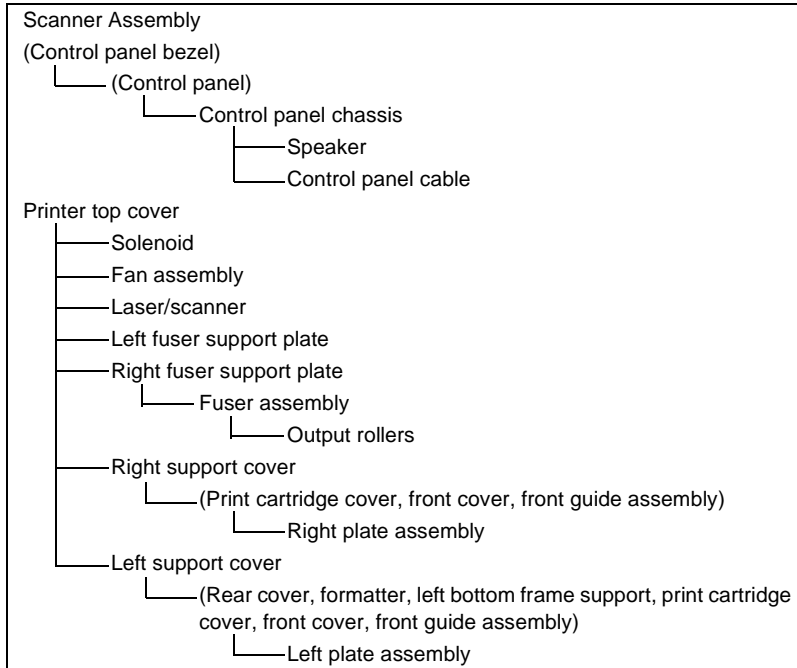 Scanner Assembly
(Control panel bezel)
(Control panel)
Control panel chassis
Speaker
Control panel cable
Printer top cover
Solenoid
Fan assembly
Laser/scanner
Left fuser support plate
Right fuser support plate
Fuser assembly
Output rollers
Right support cover
(Print cartridge cover, front cover, front guide assembly)
Right plate assembly
Left support cover
(Rear cover, formatter, left bottom frame support, print cartridge
cover, front cover, front guide assembly)
Left plate assembly